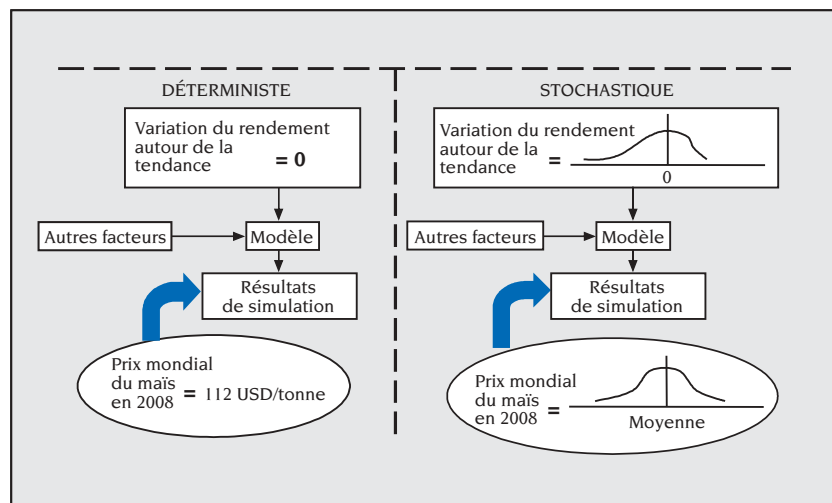 DÉTERMINISTE
Variation du rendement
autour de la
tendance = 0
Autres facteurs
Modèle
Résultats
de simulation
Prix mondial
du maïs
en 2008 = 112 USD/tonne
STOCHASTIQUE
Variation du rendement
autour de la
tendance =
0
Autres facteurs
Modèle
Résultats
de simulation
Prix mondial
du maïs
en 2008 =
Moyenne